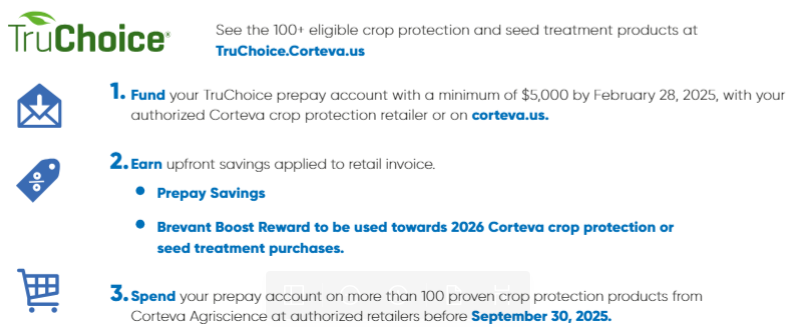 TruChoice®
See the 100+ eligible crop protection and seed treatment products at
TruChoice.Corteva.us
1. Fund your TruChoice prepay account with a minimum of $5,000 by February 28, 2025, with your
authorized Corteva crop protection retailer or on corteva.us.
2. Earn upfront savings applied to retail invoice.
• Prepay Savings
• Brevant Boost Reward to be used towards 2026 Corteva crop protection or
seed treatment purchases.
3. Spend your prepay account on more than 100 proven crop protection products from
Corteva Agriscience at authorized retailers before September 30, 2025.